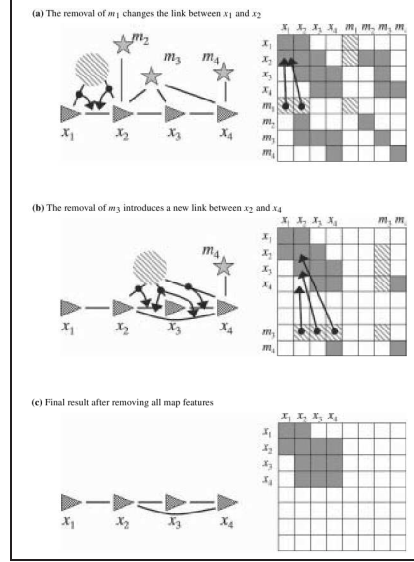 (a) The removal of m₁ changes the link between x₁ and x₂
m₂
m₃
m₄
x₁ x₂ x₃ x₄
x₁ x₂ x₃ x₄ m₁ m₂ m₃ m
x₁
x₂
x₃
x₄
m₁
m₂
m₃
m₄
(b) The removal of m₃ introduces a new link between x₂ and x₄
m₄
x₁ x₂ x₃ x₄
x₁ x₂ x₃ x₄ m₃ m
x₁
x₂
x₃
x₄
m₃
m₄
(c) Final result after removing all map features
x₁ x₂ x₃ x₄
x₁ x₂ x₃ x₄
x₁
x₂
x₃
x₄